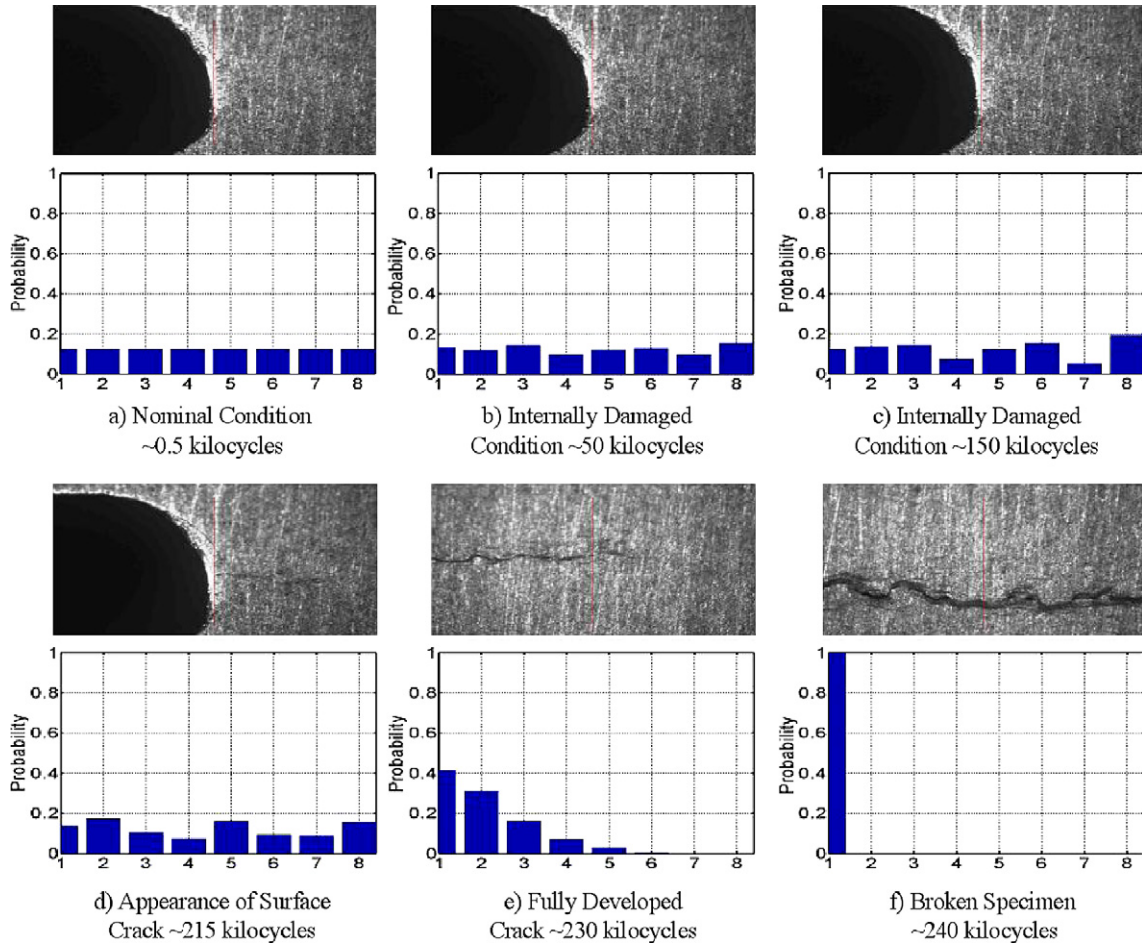 1
0.8
0.6
0.4
0.2
0
Probability
1 2 3 4 5 6 7 8
1
0.8
0.6
0.4
0.2
0
Probability
1 2 3 4 5 6 7 8
1
0.8
0.6
0.4
0.2
0
Probability
1 2 3 4 5 6 7 8
a) Nominal Condition
~0.5 kilocycles
b) Internally Damaged
Condition ~50 kilocycles
c) Internally Damaged
Condition ~150 kilocycles
1
0.8
0.6
0.4
0.2
0
Probability
1 2 3 4 5 6 7 8
1
0.8
0.6
0.4
0.2
0
Probability
1 2 3 4 5 6 7 8
1
0.8
0.6
0.4
0.2
0
Probability
1 2 3 4 5 6 7 8
d) Appearance of Surface
Crack ~215 kilocycles
e) Fully Developed
Crack ~230 kilocycles
f) Broken Specimen
~240 kilocycles